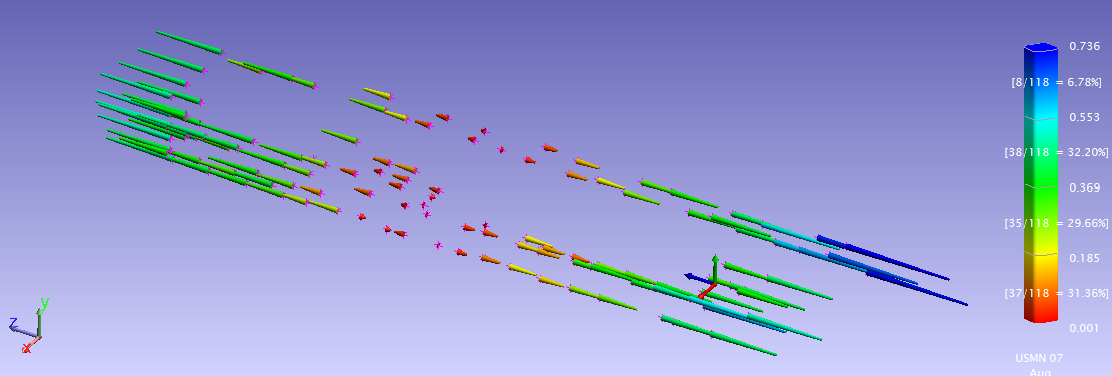 0.736
[8/118 = 6.78%]
0.553
[38/118 = 32.20%]
0.369
[35/118 = 29.66%]
0.185
[37/118 = 31.36%]
0.001
USMN 07
Aug
y
z
x